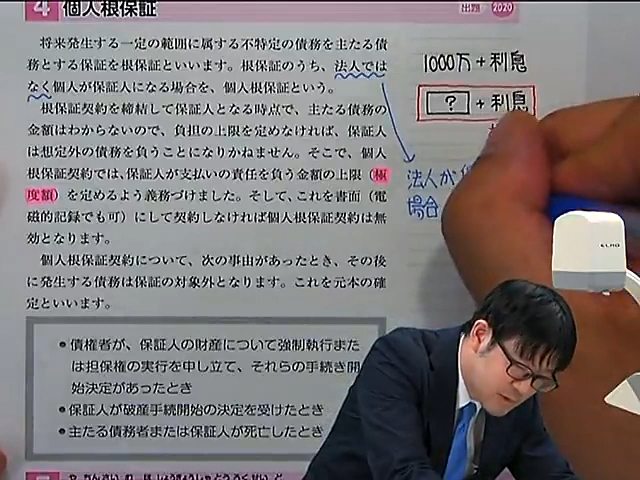 4 個人根保証
出題 2020
将来発生する一定の範囲に属する不特定の債務を主たる債
務とする保証を根保証といいます。根保証のうち、法人では
なく個人が保証人になる場合を、個人根保証という。
根保証契約を締結して保証人となる時点で、主たる債務の
金額はわからないので、負担の上限を定めなければ、保証人
は想定外の債務を負うことになりかねません。そこで、個人
根保証契約では、保証人が支払いの責任を負う金額の上限（極
度額）を定めるよう義務づけました。そして、これを書面（電
磁的記録でも可）にして契約しなければ個人根保証契約は無
効となります。
個人根保証契約について、次の事由があったとき、その後
に発生する債務は保証の対象外となります。これを元本の確
定といいます。
●債権者が、保証人の財産について強制執行また
は担保権の実行を申し立て、それらの手続き開
始決定があったとき
●保証人が破産手続開始の決定を受けたとき
●主たる債務者または保証人が死亡したとき
1000万+利息
? +利息
法人が
場合
ELMO